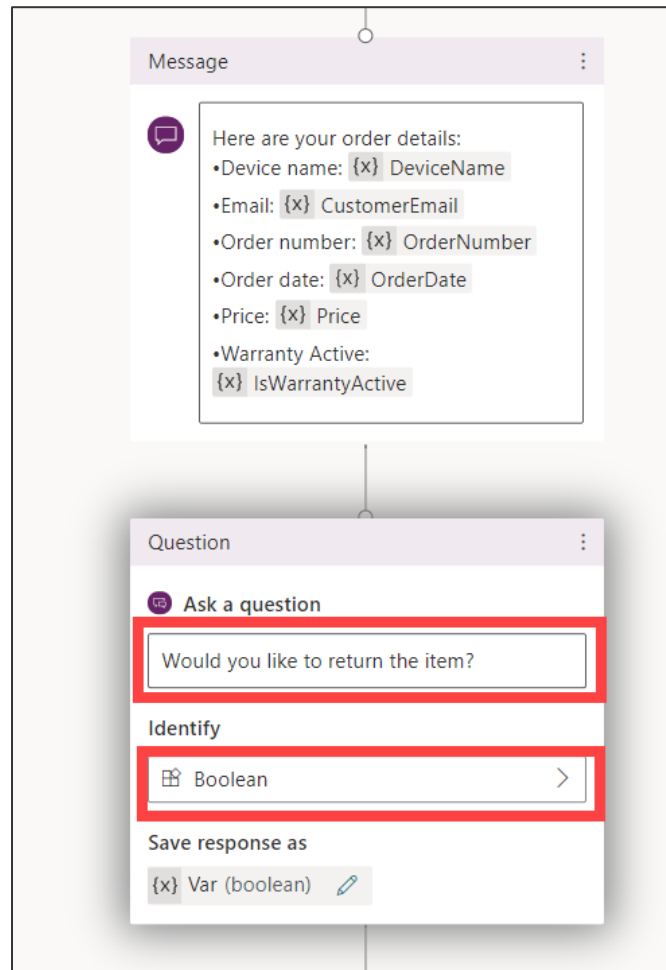 Message
Here are your order details:
•Device name: {x} DeviceName
•Email: {x} CustomerEmail
•Order number: {x} OrderNumber
•Order date: {x} OrderDate
•Price: {x} Price
•Warranty Active:
{x} IsWarrantyActive
Question
Ask a question
Would you like to return the item?
Identify
Boolean
Save response as
{x} Var (boolean)